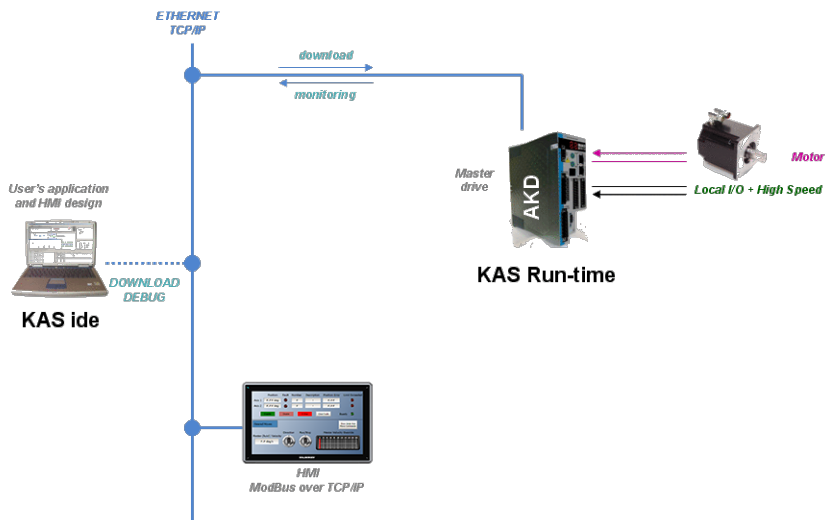 ETHERNET
TCP/IP
download
monitoring
Master
drive
AKD
Motor
Local I/O + High Speed
KAS Run-time
User's application
and HMI design
DOWNLOAD
DEBUG
KAS ide
HMI
ModBus over TCP/IP